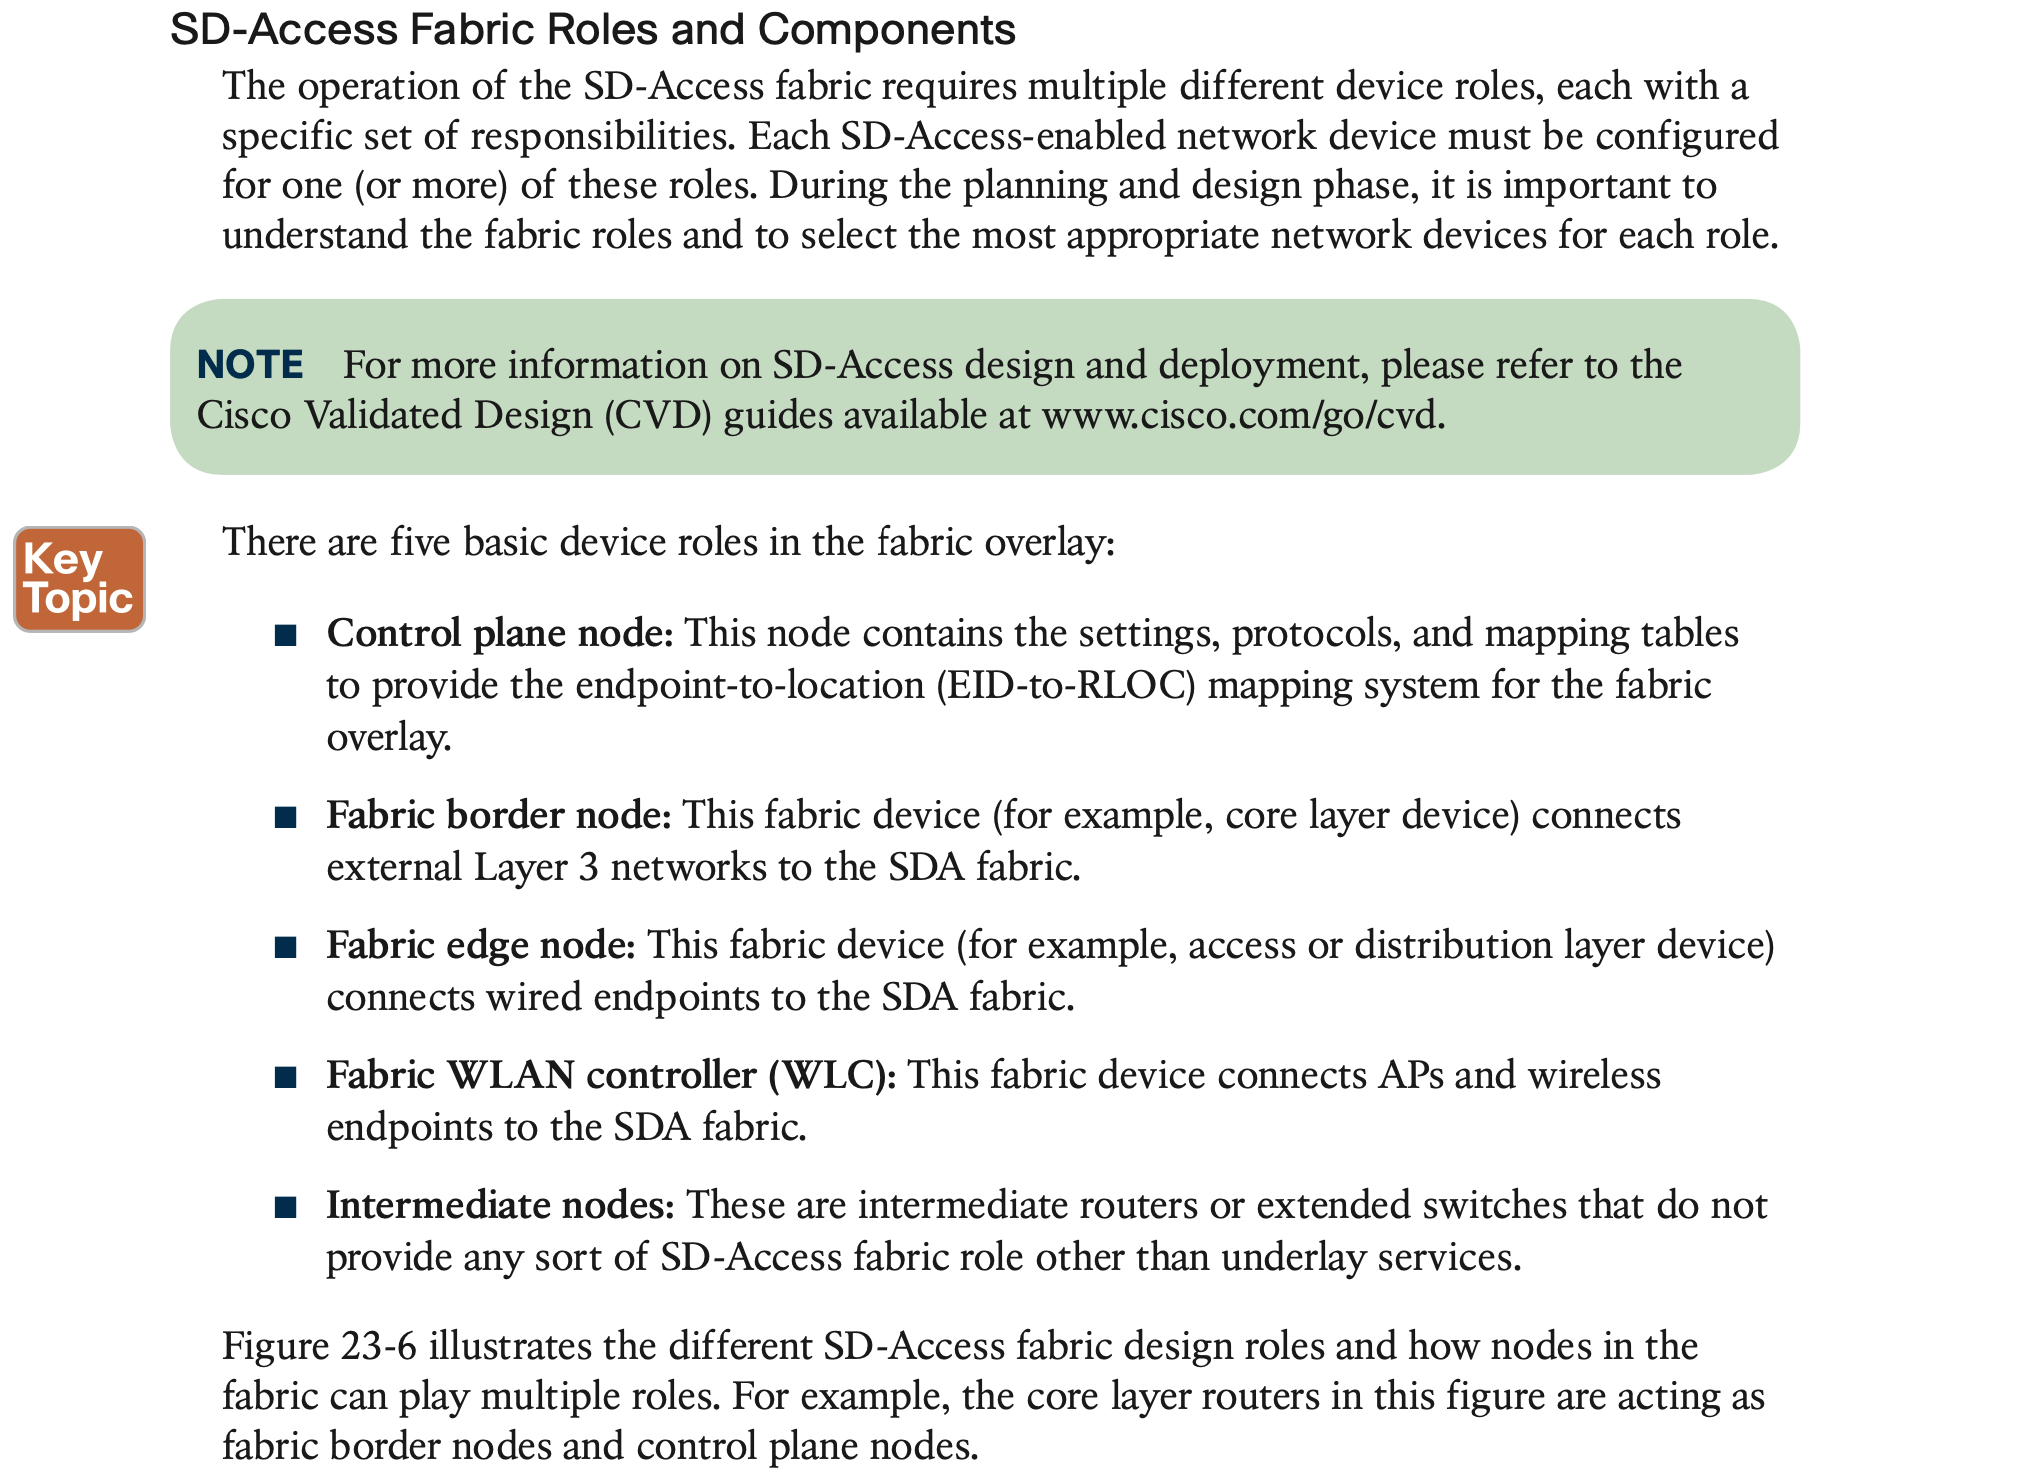 SD-Access Fabric Roles and Components
The operation of the SD-Access fabric requires multiple different device roles, each with a
specific set of responsibilities. Each SD-Access-enabled network device must be configured
for one (or more) of these roles. During the planning and design phase, it is important to
understand the fabric roles and to select the most appropriate network devices for each role.
NOTE For more information on SD-Access design and deployment, please refer to the
Cisco Validated Design (CVD) guides available at www.cisco.com/go/cvd.
Key
Topic
There are five basic device roles in the fabric overlay:
■ Control plane node: This node contains the settings, protocols, and mapping tables
to provide the endpoint-to-location (EID-to-RLOC) mapping system for the fabric
overlay.
■ Fabric border node: This fabric device (for example, core layer device) connects
external Layer 3 networks to the SDA fabric.
■ Fabric edge node: This fabric device (for example, access or distribution layer device)
connects wired endpoints to the SDA fabric.
■ Fabric WLAN controller (WLC): This fabric device connects APs and wireless
endpoints to the SDA fabric.
■ Intermediate nodes: These are intermediate routers or extended switches that do not
provide any sort of SD-Access fabric role other than underlay services.
Figure 23-6 illustrates the different SD-Access fabric design roles and how nodes in the
fabric can play multiple roles. For example, the core layer routers in this figure are acting as
fabric border nodes and control plane nodes.